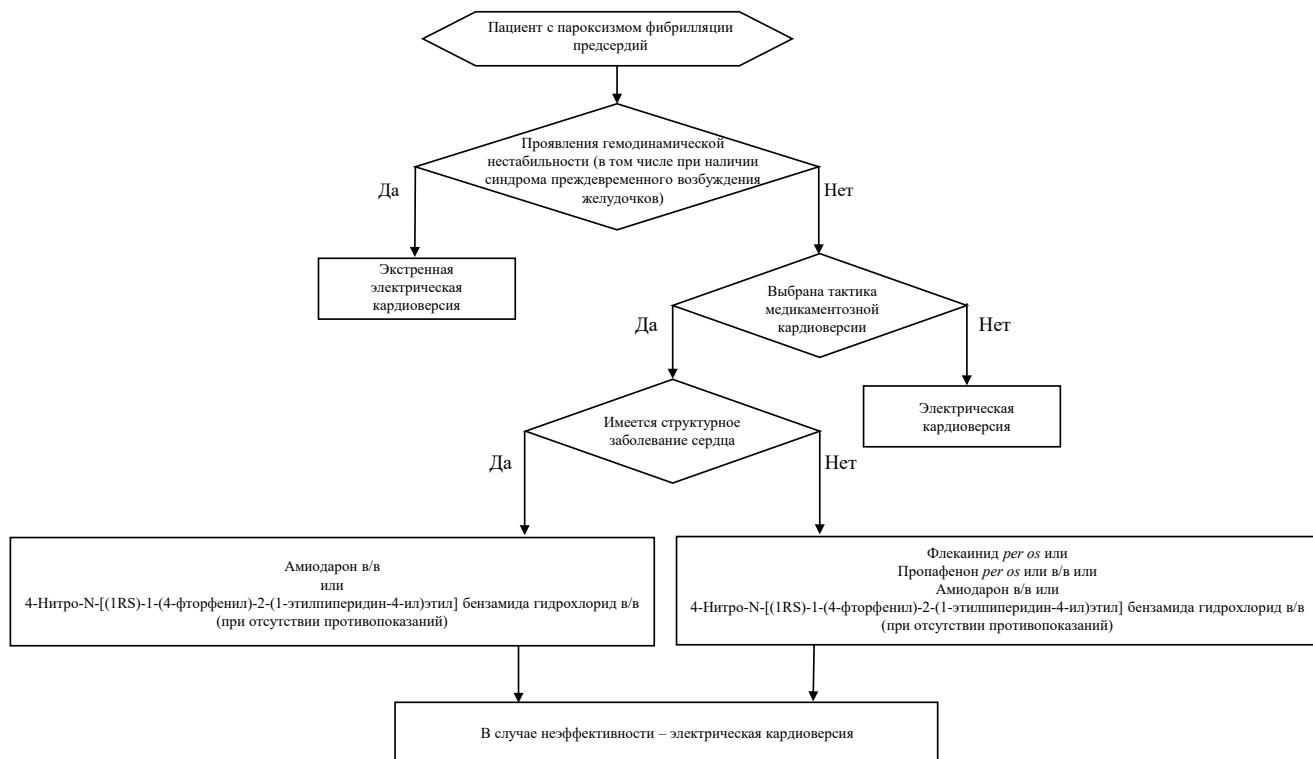 Пациент с пароксизмом фибрилляции
предсердий
Проявления гемодинамической
нестабильности (в том числе при наличии
синдрома преждевременного возбуждения
желудочков)
Да
Нет
Экстренная
электрическая
кардиоверсия
Выбрана тактика
медикаментозной
кардиоверсии
Да
Нет
Электрическая
кардиоверсия
Имеется структурное
заболевание сердца
Да
Нет
Амиодарон в/в
или
4-Нитро-N-[(1RS)-1-(4-фторфенил)-2-(1-этилпиперидин-4-ил)этил] бензамида гидрохлорид в/в
(при отсутствии противопоказаний)
Флекаинид per os или
Пропафенон per os или в/в или
Амиодарон в/в или
4-Нитро-N-[(1RS)-1-(4-фторфенил)-2-(1-этилпиперидин-4-ил)этил] бензамида гидрохлорид в/в
(при отсутствии противопоказаний)
В случае неэффективности – электрическая кардиоверсия